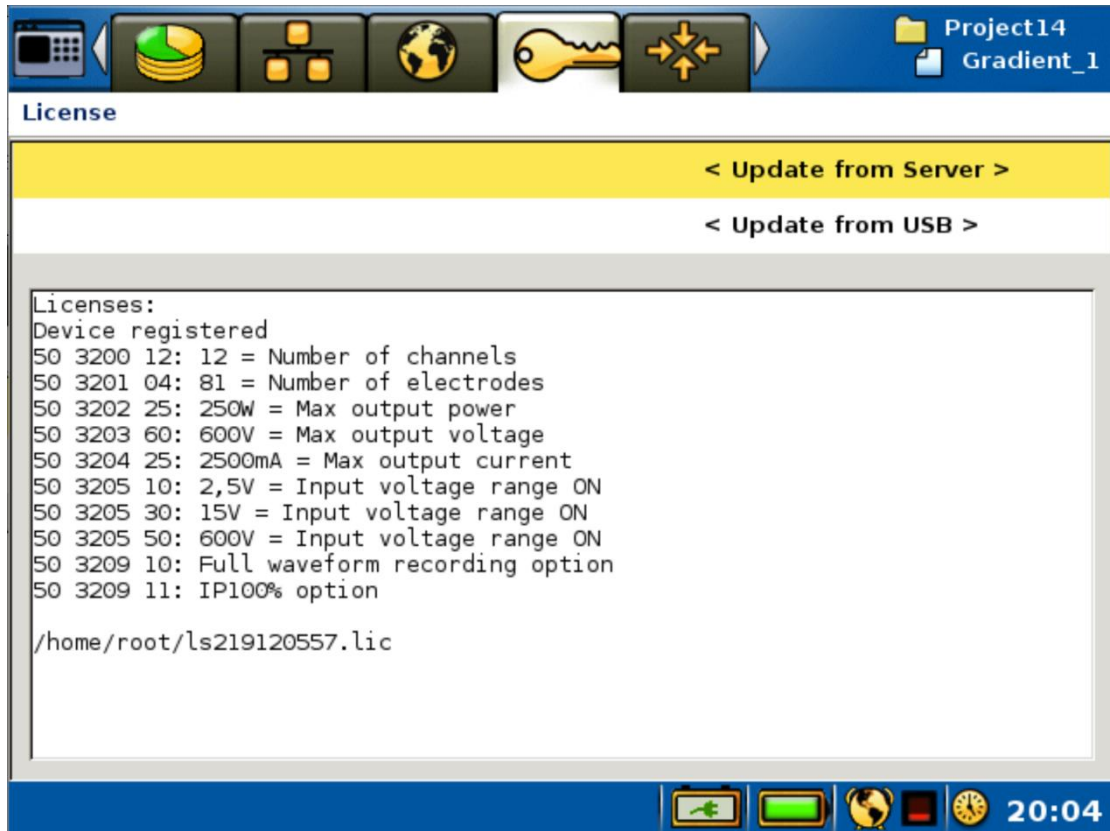 Project14
Gradient_1
License
< Update from Server >
< Update from USB >
Licenses:
Device registered
50 3200 12: 12 = Number of channels
50 3201 04: 81 = Number of electrodes
50 3202 25: 250W = Max output power
50 3203 60: 600V = Max output voltage
50 3204 25: 2500mA = Max output current
50 3205 10: 2,5V = Input voltage range ON
50 3205 30: 15V = Input voltage range ON
50 3205 50: 600V = Input voltage range ON
50 3209 10: Full waveform recording option
50 3209 11: IP100% option
/home/root/ls219120557.lic
20:04